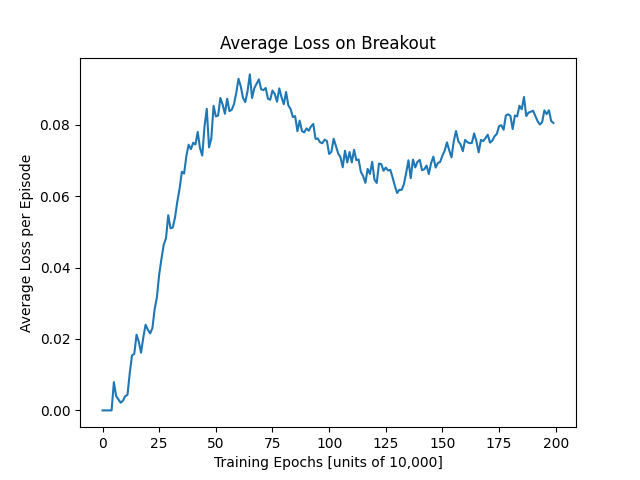 Average Loss on Breakout
Average Loss per Episode
0.08
0.06
0.04
0.02
0.00
0 25 50 75 100 125 150 175 200
Training Epochs [units of 10,000]